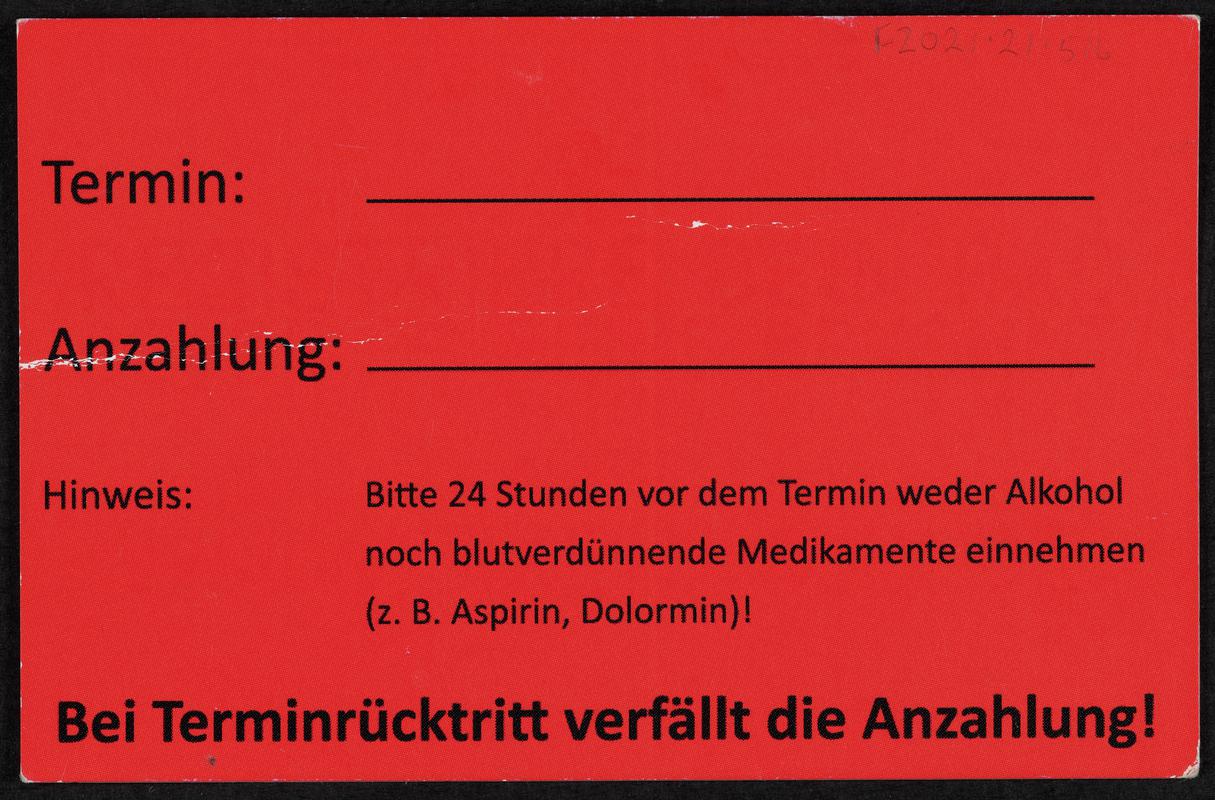 F2021.21.516
Termin:
Anzahlung:
Hinweis: Bitte 24 Stunden vor dem Termin weder Alkohol
noch blutverdünnende Medikamente einnehmen
(z. B. Aspirin, Dolormin)!
Bei Terminrücktritt verfällt die Anzahlung!